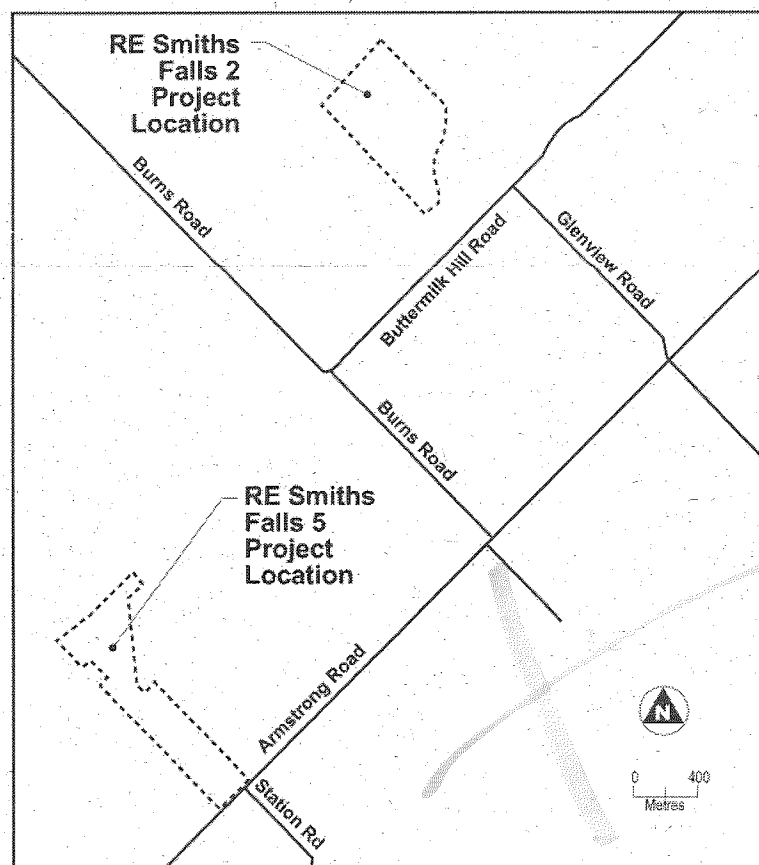 RE Smiths
Falls 2
Project
Location
Burns Road
Buttermilk Hill Road
Glenview Road
Burns Road
RE Smiths
Falls 5
Project
Location
Armstrong Road
Station Rd
N
0 400
Metres